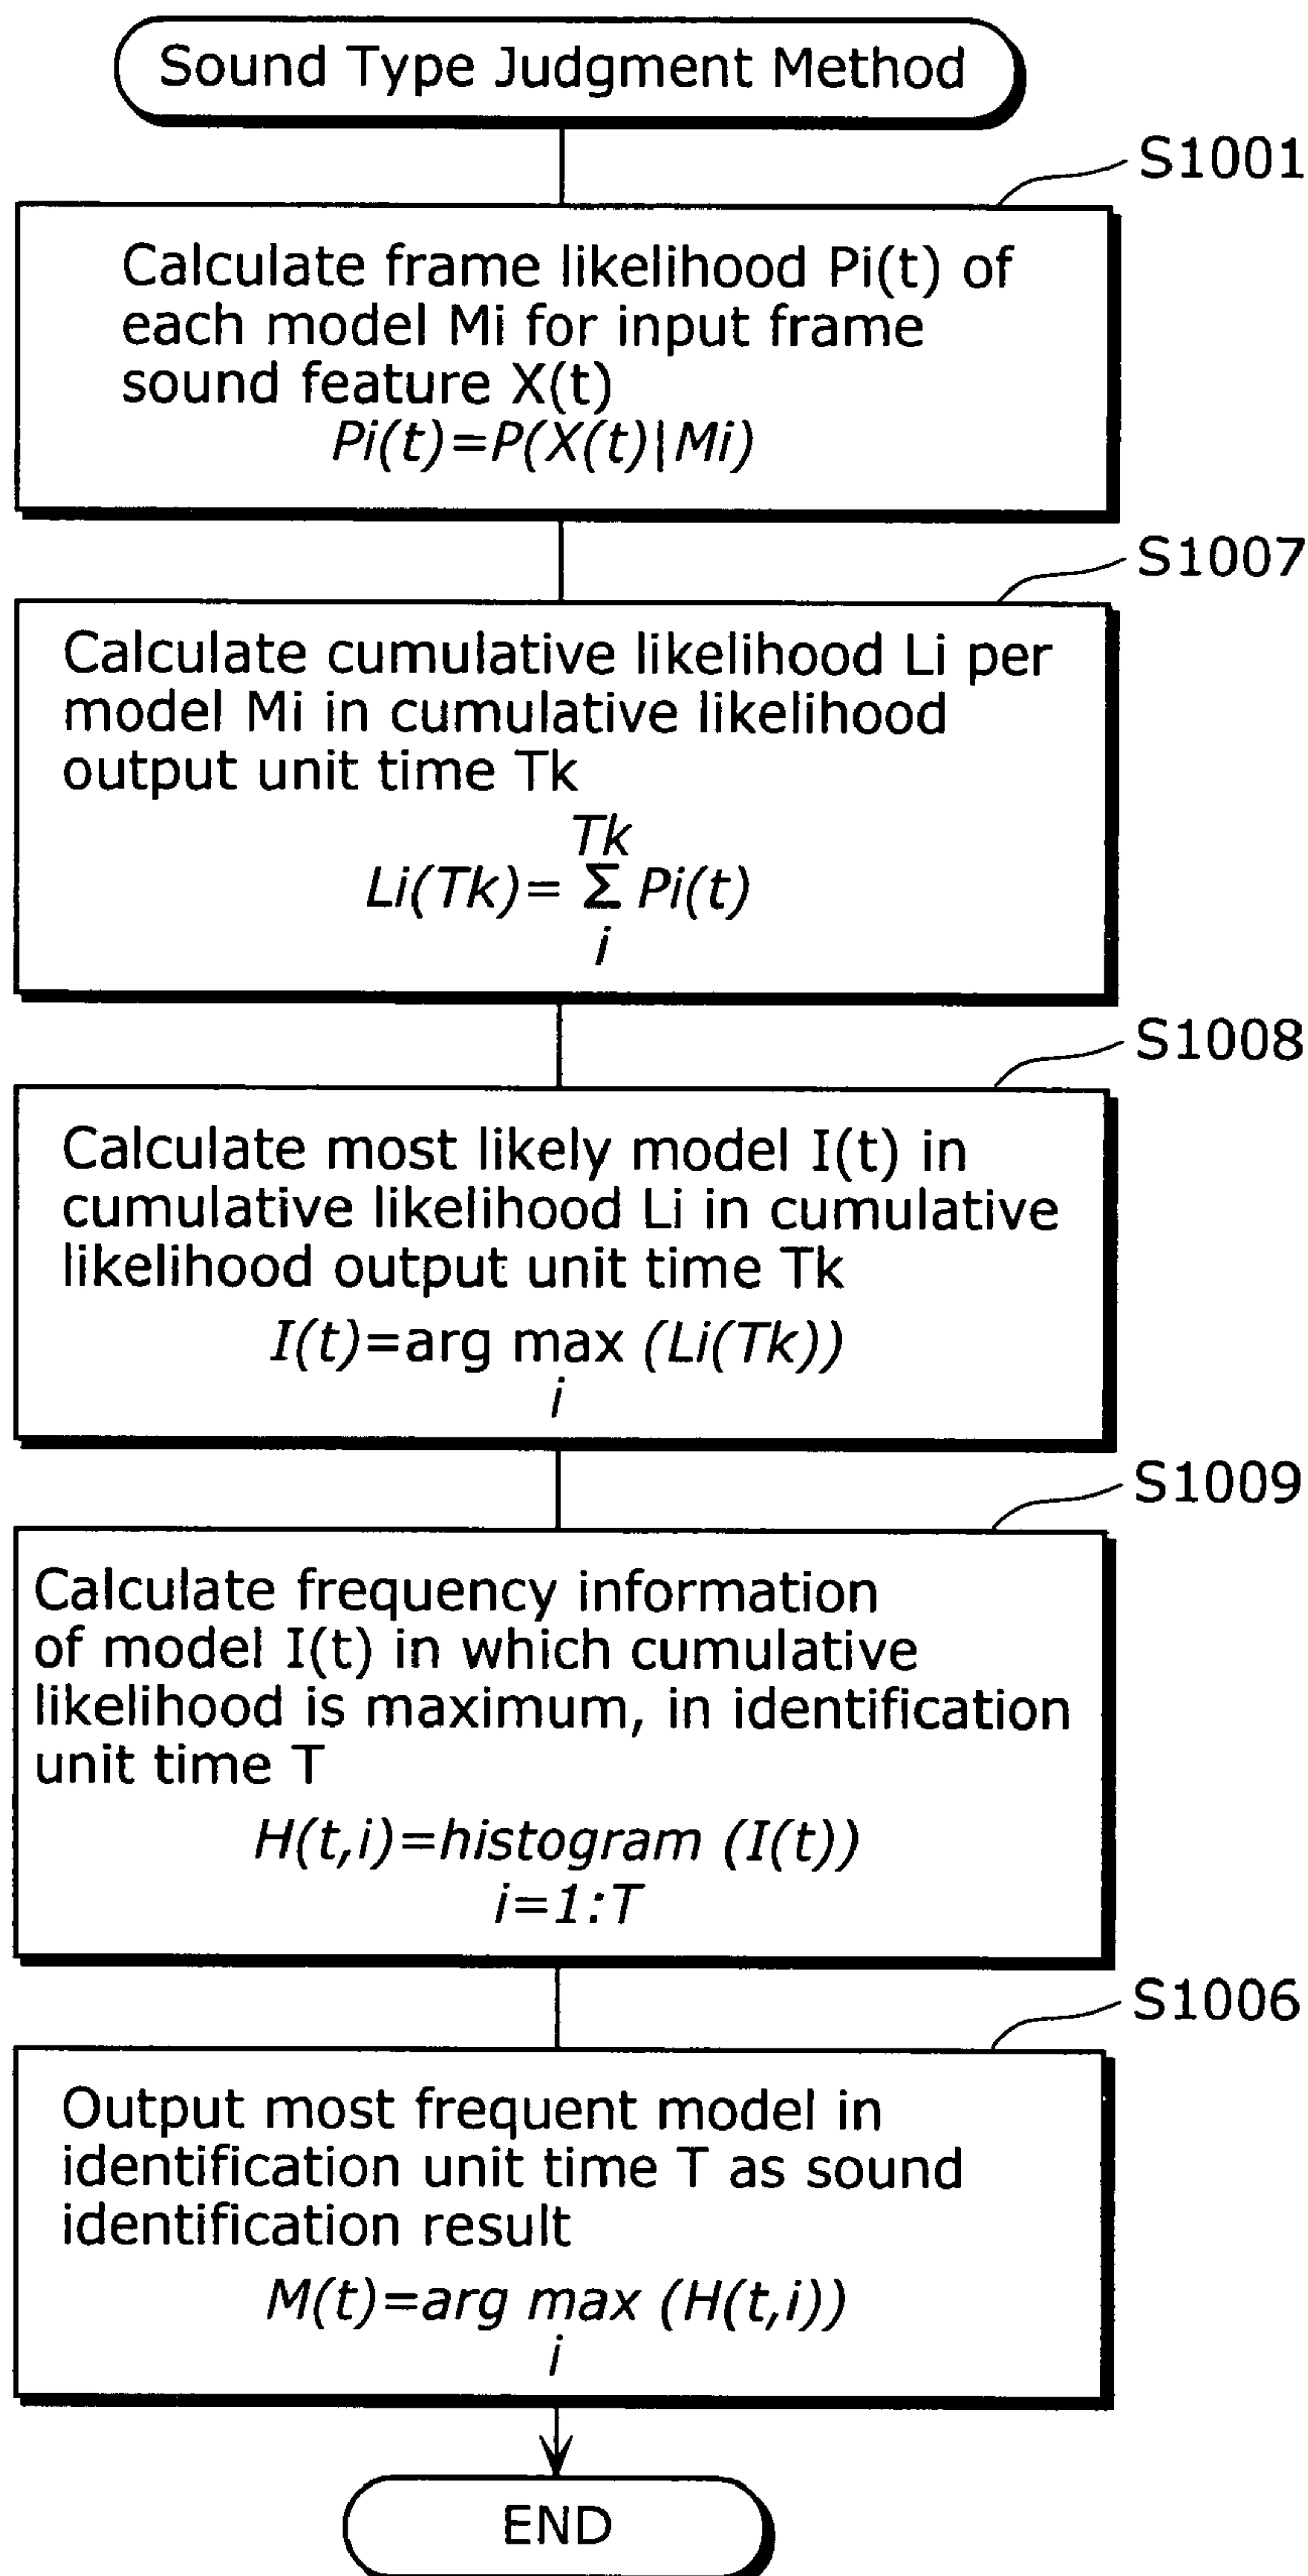 Sound Type Judgment Method
S1001
Calculate frame likelihood Pi(t) of
each model Mi for input frame
sound feature X(t)
Pi(t)=P(X(t)|Mi)
S1007
Calculate cumulative likelihood Li per
model Mi in cumulative likelihood
output unit time Tk
Tk
Li(Tk)= Σ Pi(t)
i
S1008
Calculate most likely model I(t) in
cumulative likelihood Li in cumulative
likelihood output unit time Tk
I(t)=arg max (Li(Tk))
i
S1009
Calculate frequency information
of model I(t) in which cumulative
likelihood is maximum, in identification
unit time T
H(t,i)=histogram (I(t))
i=1:T
S1006
Output most frequent model in
identification unit time T as sound
identification result
M(t)=arg max (H(t,i))
i
END